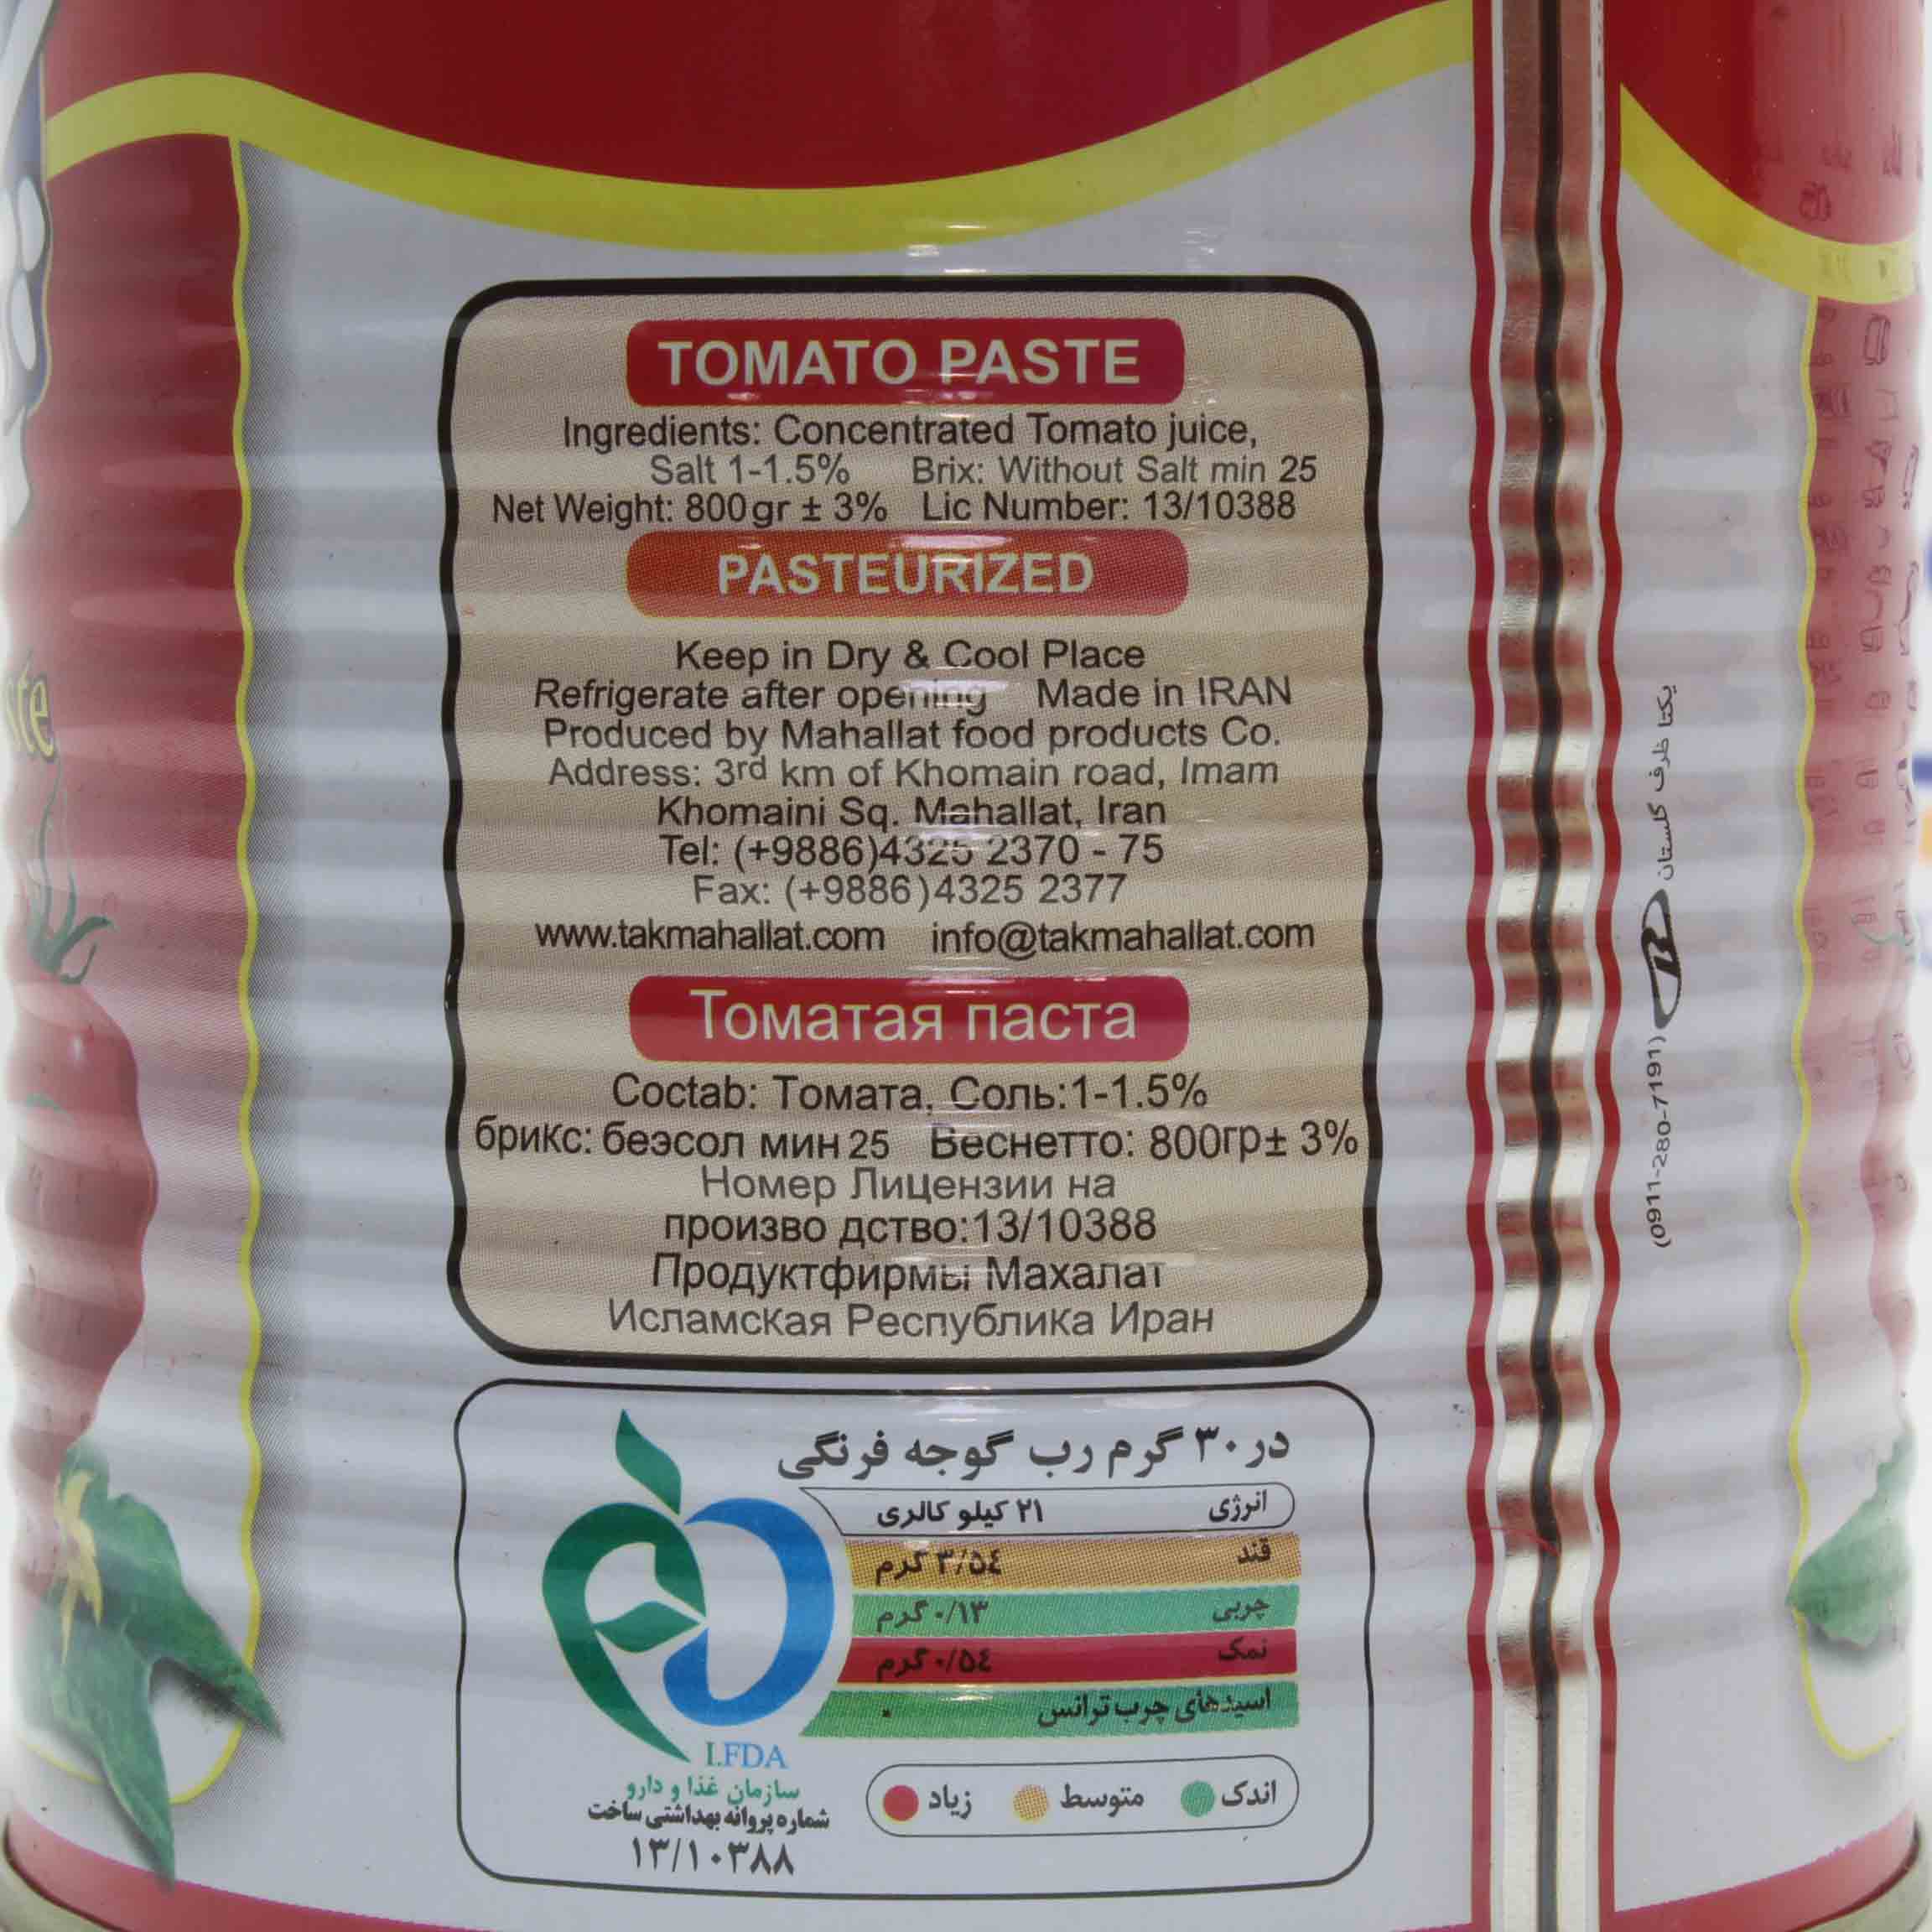 TOMATO PASTE
Ingredients: Concentrated Tomato juice,
Salt 1-1.5% Brix: Without Salt min 25
Net Weight: 800gr ± 3% Lic Number: 13/10388
PASTEURIZED
Keep in Dry & Cool Place
Refrigerate after opening Made in IRAN
Produced by Mahallat food products Co.
Address: 3rd km of Khomain road, Imam
Khomaini Sq. Mahallat, Iran
Tel: (+9886)4325 2370 - 75
Fax: (+9886)4325 2377
www.takmahallat.com info@takmahallat.com
Томатая паста
Coctab: Томата, Соль:1-1.5%
брикс: беэсол мин 25 Веснетто: 800гр± 3%
Номер Лицензии на
произво дство:13/10388
Продуктфирмы Махалат
Исламская Республика Иран
در ۳۰ گرم رب گوجه فرنگی
انرژی ۲۱ کیلو کالری
قند ۳/۵٤ گرم
چربی ۰/۱۳ گرم
نمک ۰/۵٤ گرم
اسیدهای چرب ترانس ۰
اندک متوسط زیاد
I.FDA
سازمان غذا و دارو
شماره پروانه بهداشتی ساخت
۱۳/۱۰۳۸۸
یکتا ظرف گلستان
(0911-280-7191)